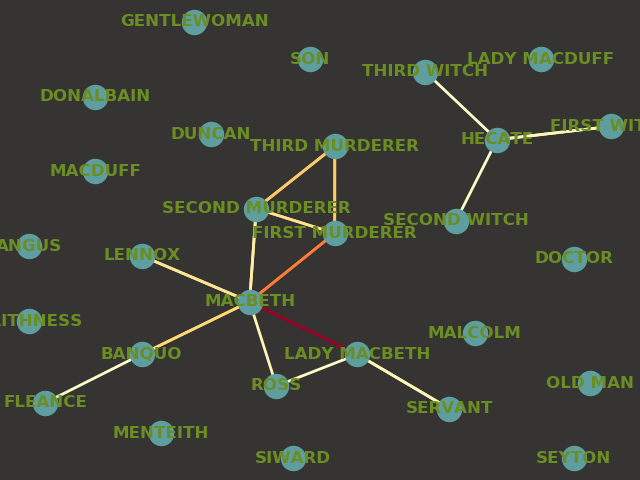 GENTLEWOMAN
SON
LADY MACDUFF
THIRD WITCH
DONALBAIN
FIRST WIT
DUNCAN
HECATE
THIRD MURDERER
MACDUFF
SECOND MURDERER
SECOND WITCH
FIRST MURDERER
ANGUS
LENNOX
DOCTOR
MACBETH
ITHNESS
MALCOLM
BANQUO
LADY MACBETH
ROSS
OLD MAN
FLEANCE
SERVANT
MENTEITH
SIWARD
SEYTON